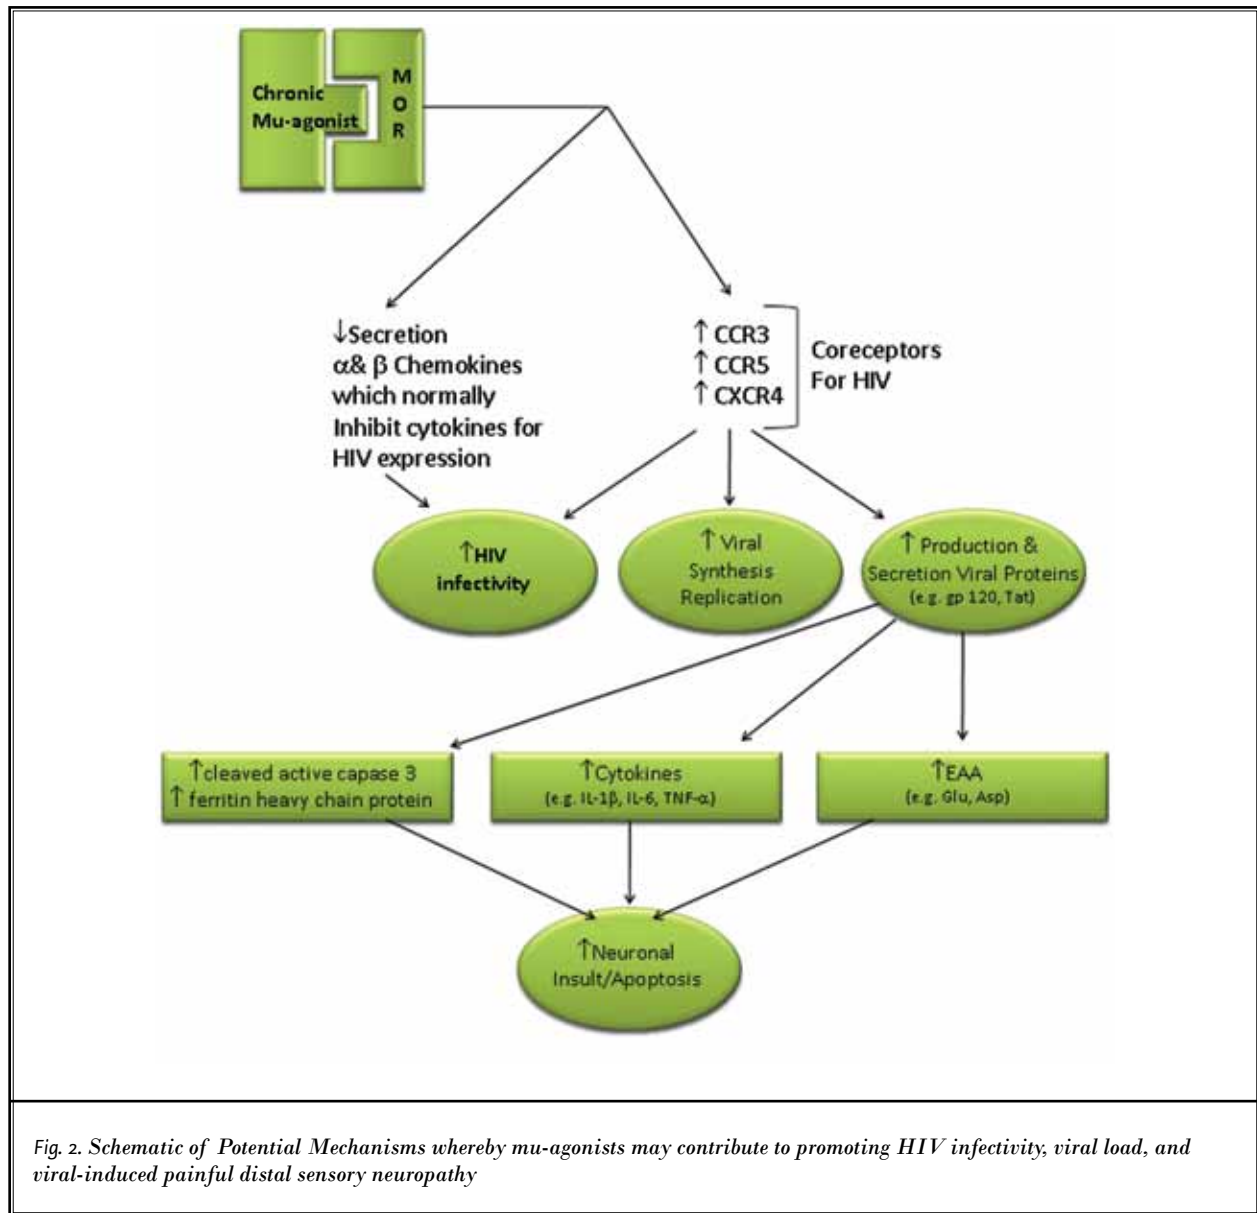 Chronic
Mu-agonist
M
O
R
↓Secretion
α& β Chemokines
which normally
Inhibit cytokines for
HIV expression
↑ CCR3
↑ CCR5
↑ CXCR4
Coreceptors
For HIV
↑HIV
infectivity
↑ Viral
Synthesis
Replication
↑ Production &
Secretion Viral Proteins
(e.g. gp 120, Tat)
↑cleaved active capase 3
↑ ferritin heavy chain protein
↑Cytokines
(e.g. IL-1β, IL-6, TNF-α)
↑EAA
(e.g. Glu, Asp)
↑Neuronal
Insult/Apoptosis
Fig. 2. Schematic of Potential Mechanisms whereby mu-agonists may contribute to promoting HIV infectivity, viral load, and
viral-induced painful distal sensory neuropathy